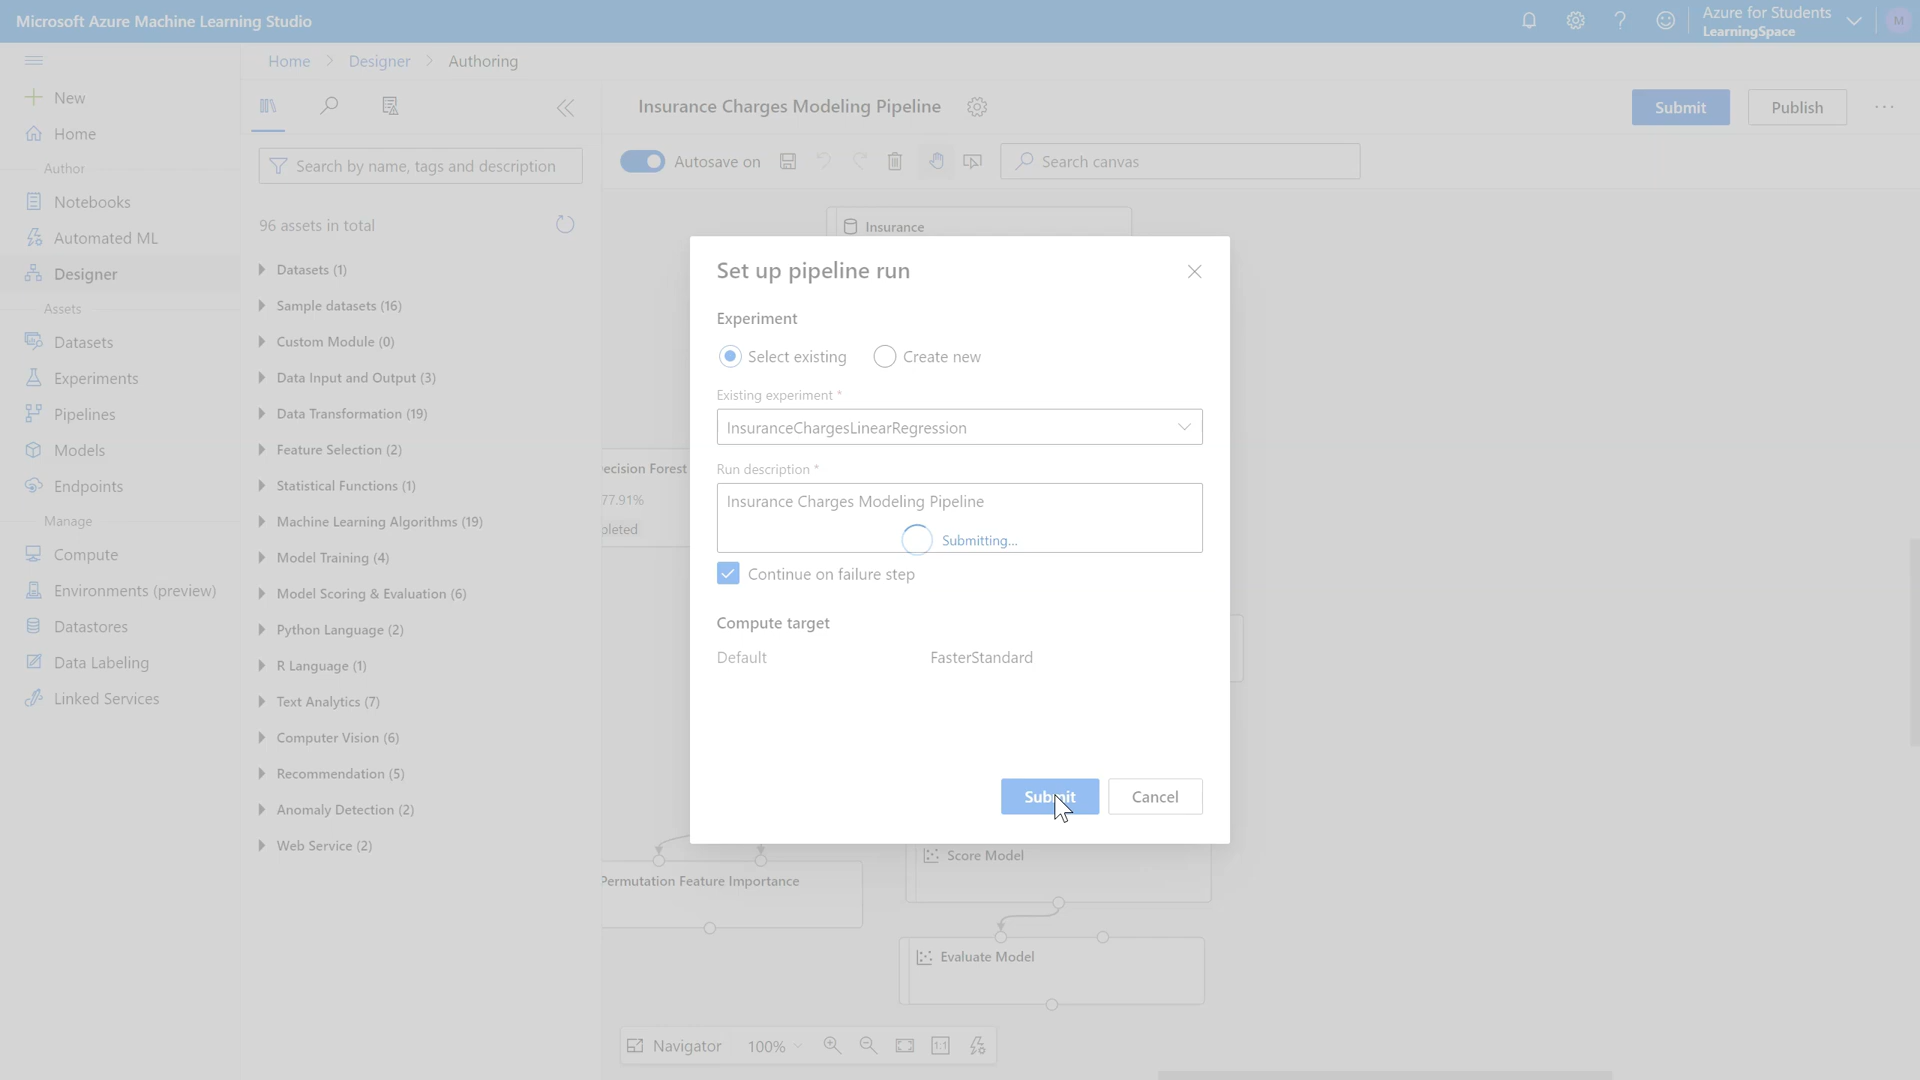 Microsoft Azure Machine Learning Studio
Azure for Students
LearningSpace
M
Home
Designer
Authoring
New
Home
Author
Notebooks
Automated ML
Designer
Assets
Datasets
Experiments
Pipelines
Models
Endpoints
Manage
Compute
Environments (preview)
Datastores
Data Labeling
Linked Services
Search by name, tags and description
96 assets in total
Datasets (1)
Sample datasets (16)
Custom Module (0)
Data Input and Output (3)
Data Transformation (19)
Feature Selection (2)
Statistical Functions (1)
Machine Learning Algorithms (19)
Model Training (4)
Model Scoring & Evaluation (6)
Python Language (2)
R Language (1)
Text Analytics (7)
Computer Vision (6)
Recommendation (5)
Anomaly Detection (2)
Web Service (2)
Insurance Charges Modeling Pipeline
Submit
Publish
Autosave on
Search canvas
Insurance
ecision Forest
77.91%
pleted
Set up pipeline run
Experiment
Select existing
Create new
Existing experiment *
InsuranceChargesLinearRegression
Run description *
Insurance Charges Modeling Pipeline
Submitting...
Continue on failure step
Compute target
Default
FasterStandard
Submit
Cancel
Score Model
Permutation Feature Importance
Evaluate Model
Navigator
100%
1:1